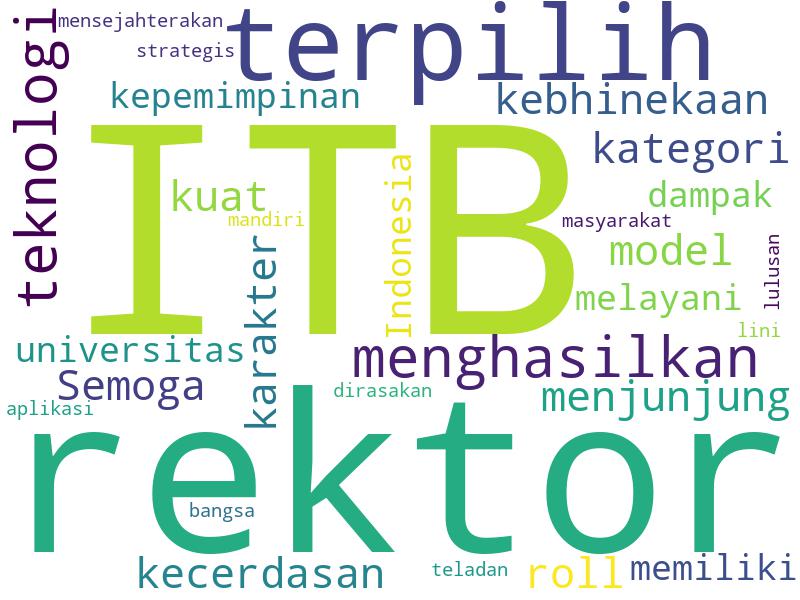 mensejahterakan
terpilih
strategis
teknologi
kepemimpinan
kebhinekaan
ITB
kategori
kuat
Indonesia
dampak
mandiri
masyarakat
karakter
model
lulusan
melayani
lini
universitas
menghasilkan
Semoga
dirasakan
menjunjung
aplikasi
rektor
bangsa
kecerdasan
teladan
roll
memiliki